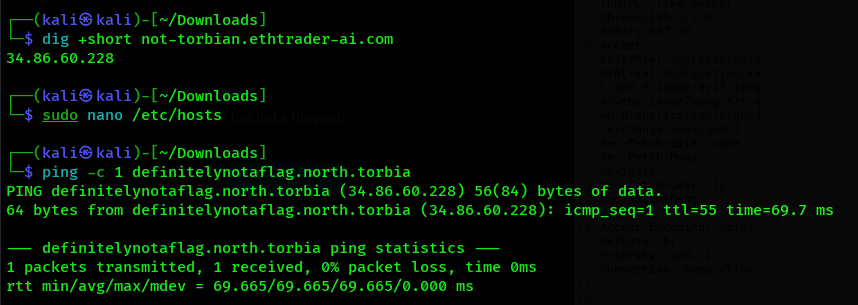 ┌──(kali㉿kali)-[~/Downloads]
└─$ dig +short not-torbian.ethtrader-ai.com
34.86.60.228
┌──(kali㉿kali)-[~/Downloads]
└─$ sudo nano /etc/hosts
┌──(kali㉿kali)-[~/Downloads]
└─$ ping -c 1 definitelynotaflag.north.torbia
PING definitelynotaflag.north.torbia (34.86.60.228) 56(84) bytes of data.
64 bytes from definitelynotaflag.north.torbia (34.86.60.228): icmp_seq=1 ttl=55 time=69.7 ms
─── definitelynotaflag.north.torbia ping statistics ───
1 packets transmitted, 1 received, 0% packet loss, time 0ms
rtt min/avg/max/mdev = 69.665/69.665/69.665/0.000 ms